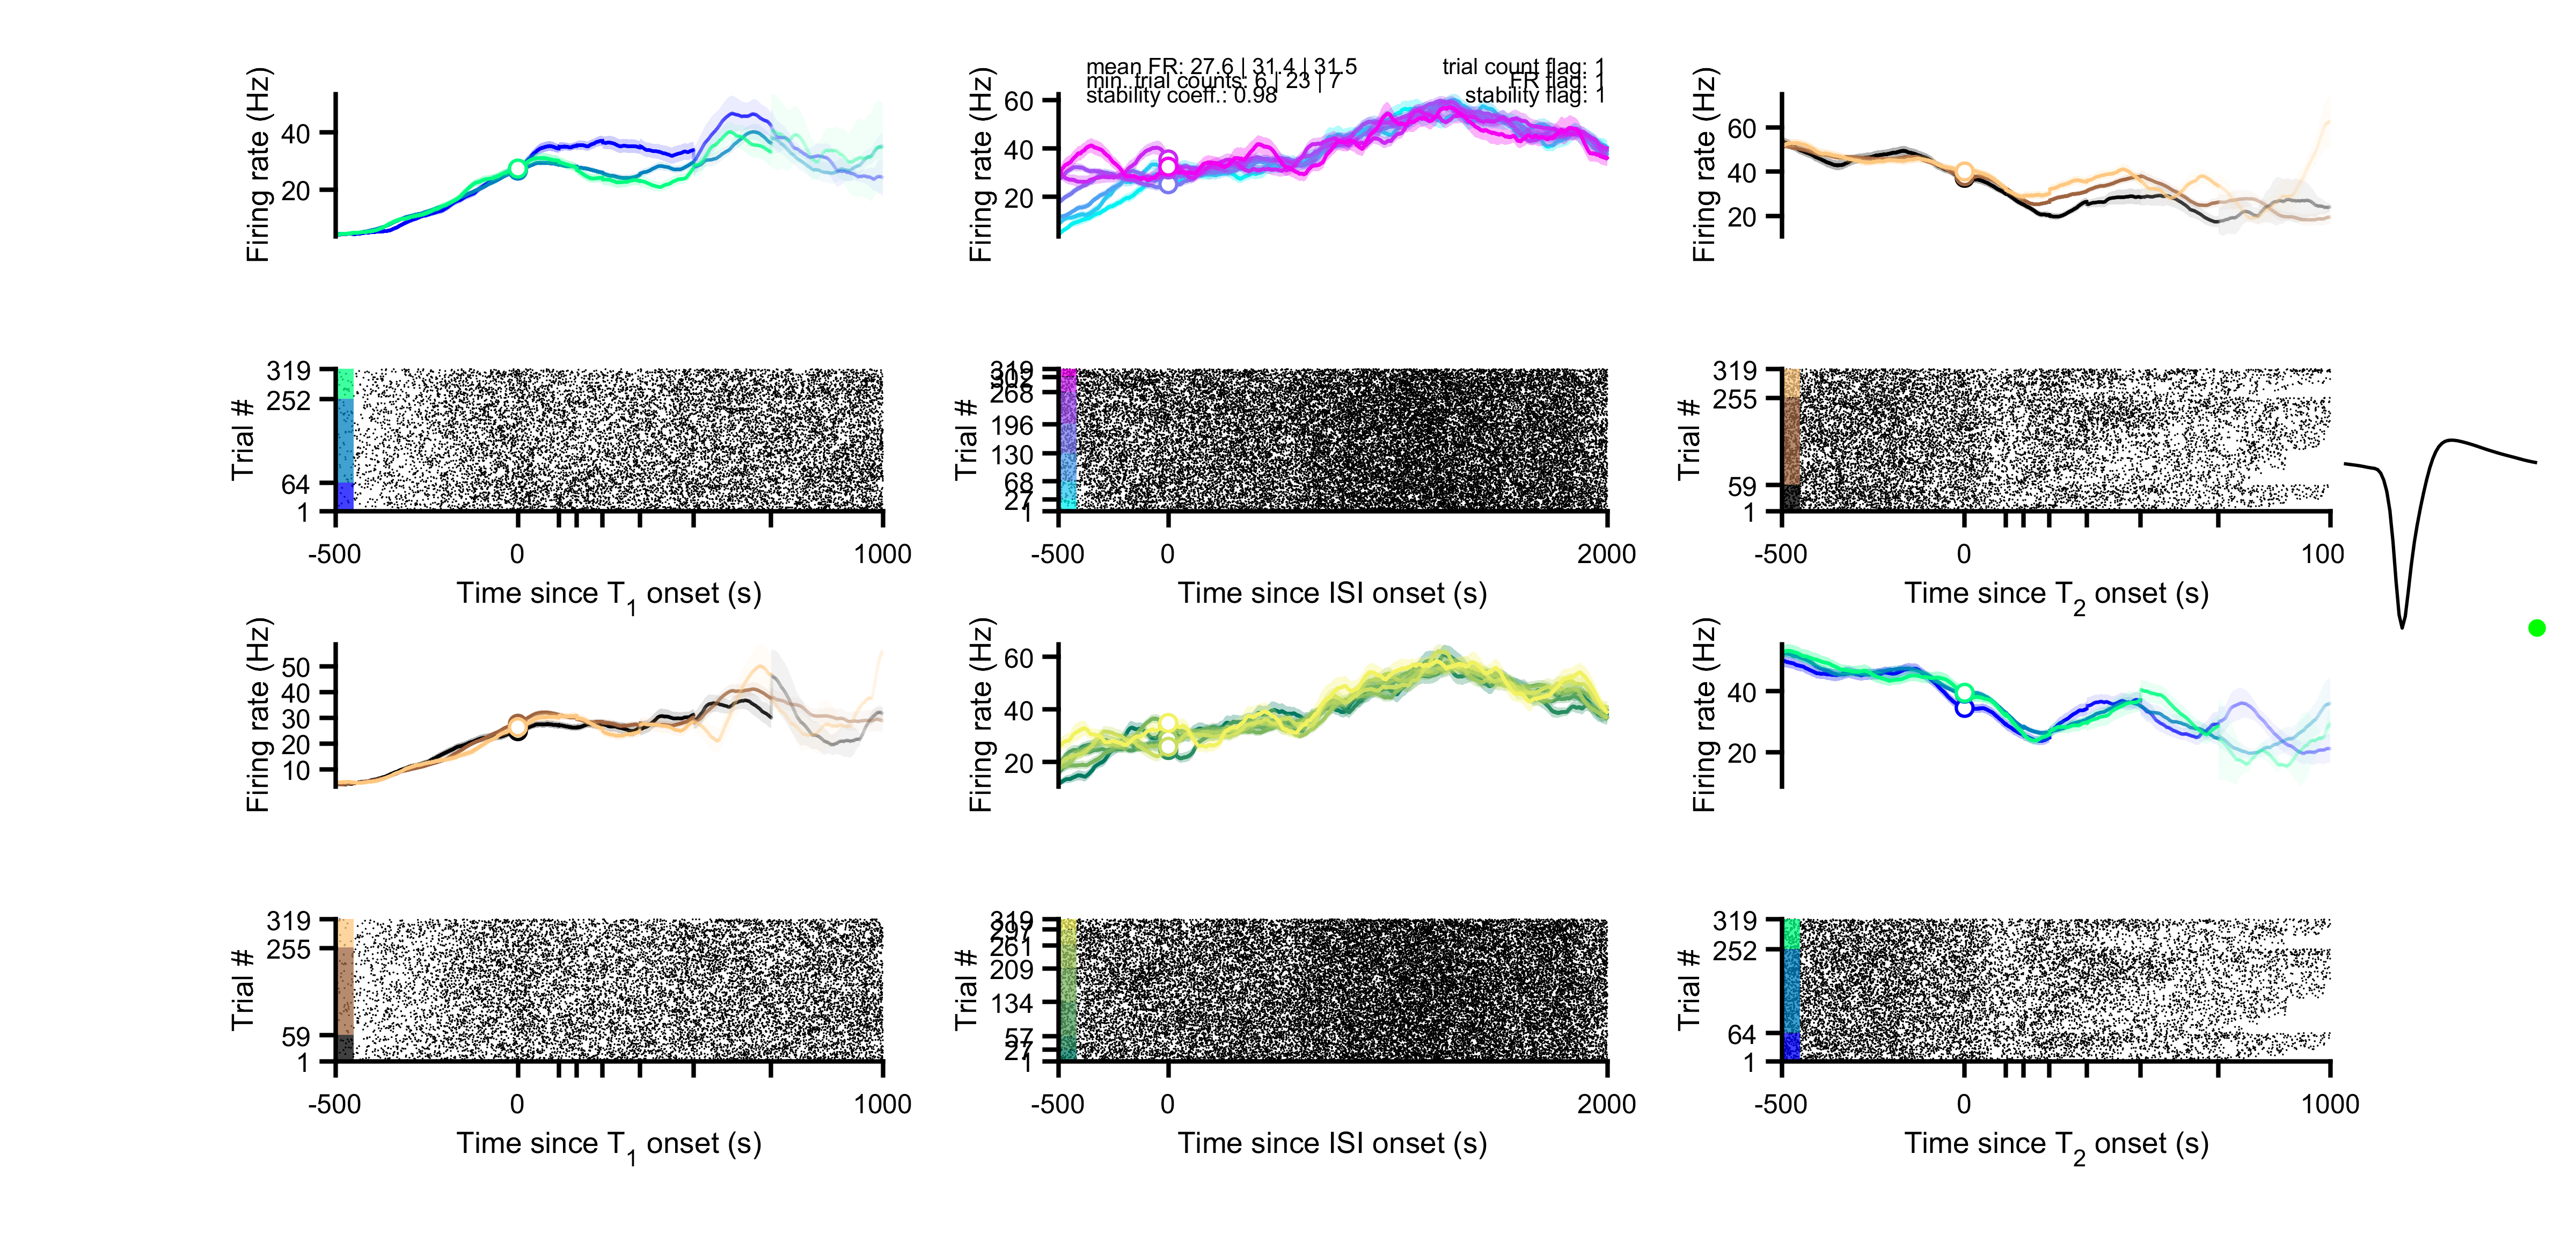 mean FR: 27.6 | 31.4 | 31.5
min. trial counts: 6 | 23 | 7
stability coeff.: 0.98
trial count flag: 1
FR flag: 1
stability flag: 1
Firing rate (Hz)
40
20
Firing rate (Hz)
60
40
20
Firing rate (Hz)
60
40
20
Trial #
319
252
64
1
-500
0
1000
Time since T1 onset (s)
Trial #
319
302
268
196
130
68
27
1
-500
0
2000
Time since ISI onset (s)
Trial #
319
255
59
1
-500
0
100
Time since T2 onset (s)
Firing rate (Hz)
50
40
30
20
10
Firing rate (Hz)
60
40
20
Firing rate (Hz)
40
20
Trial #
319
255
59
1
-500
0
1000
Time since T1 onset (s)
Trial #
319
297
261
209
134
57
27
1
-500
0
2000
Time since ISI onset (s)
Trial #
319
252
64
1
-500
0
1000
Time since T2 onset (s)